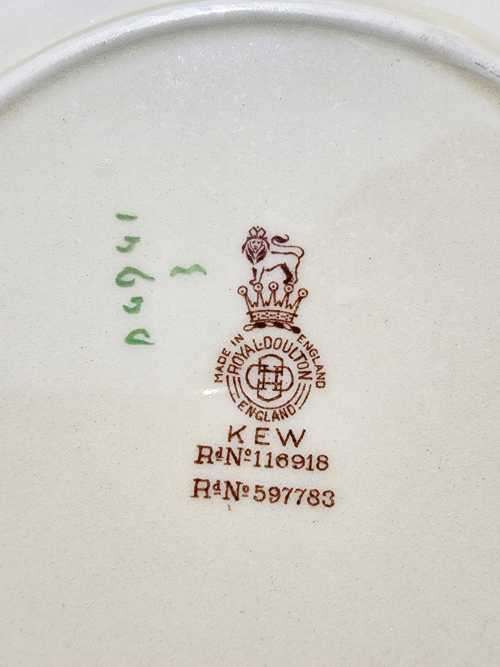 MADE IN ENGLAND
ROYAL·DOULTON
ENGLAND
KEW
Rd No 116918
Rd No 597783